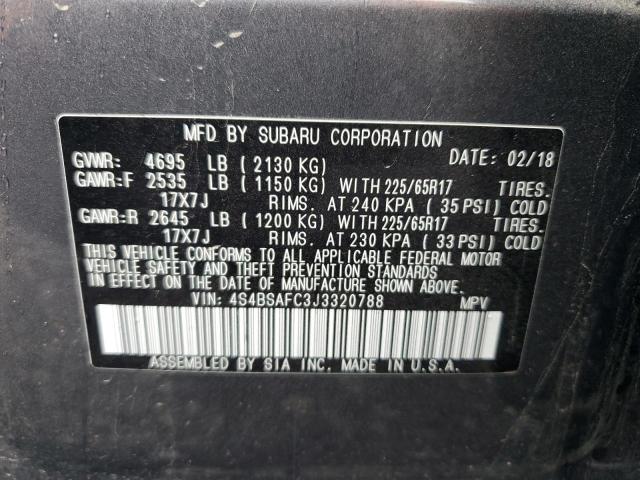 MFD BY SUBARU CORPORATION
GVWR: 4695 LB (2130 KG) DATE: 02/18
GAWR:F 2535 LB (1150 KG) WITH 225/65R17 TIRES.
17X7J RIMS. AT 240 KPA (35 PSI) COLD
GAWR:R 2645 LB (1200 KG) WITH 225/65R17 TIRES.
17X7J RIMS. AT 230 KPA (33 PSI) COLD
THIS VEHICLE CONFORMS TO ALL APPLICABLE FEDERAL MOTOR
VEHICLE SAFETY AND THEFT PREVENTION STANDARDS
IN EFFECT ON THE DATE OF MANUFACTURE SHOWN ABOVE.
VIN: 4S4BSAFC3J3320788 MPV
ASSEMBLED BY SIA INC. MADE IN U.S.A.